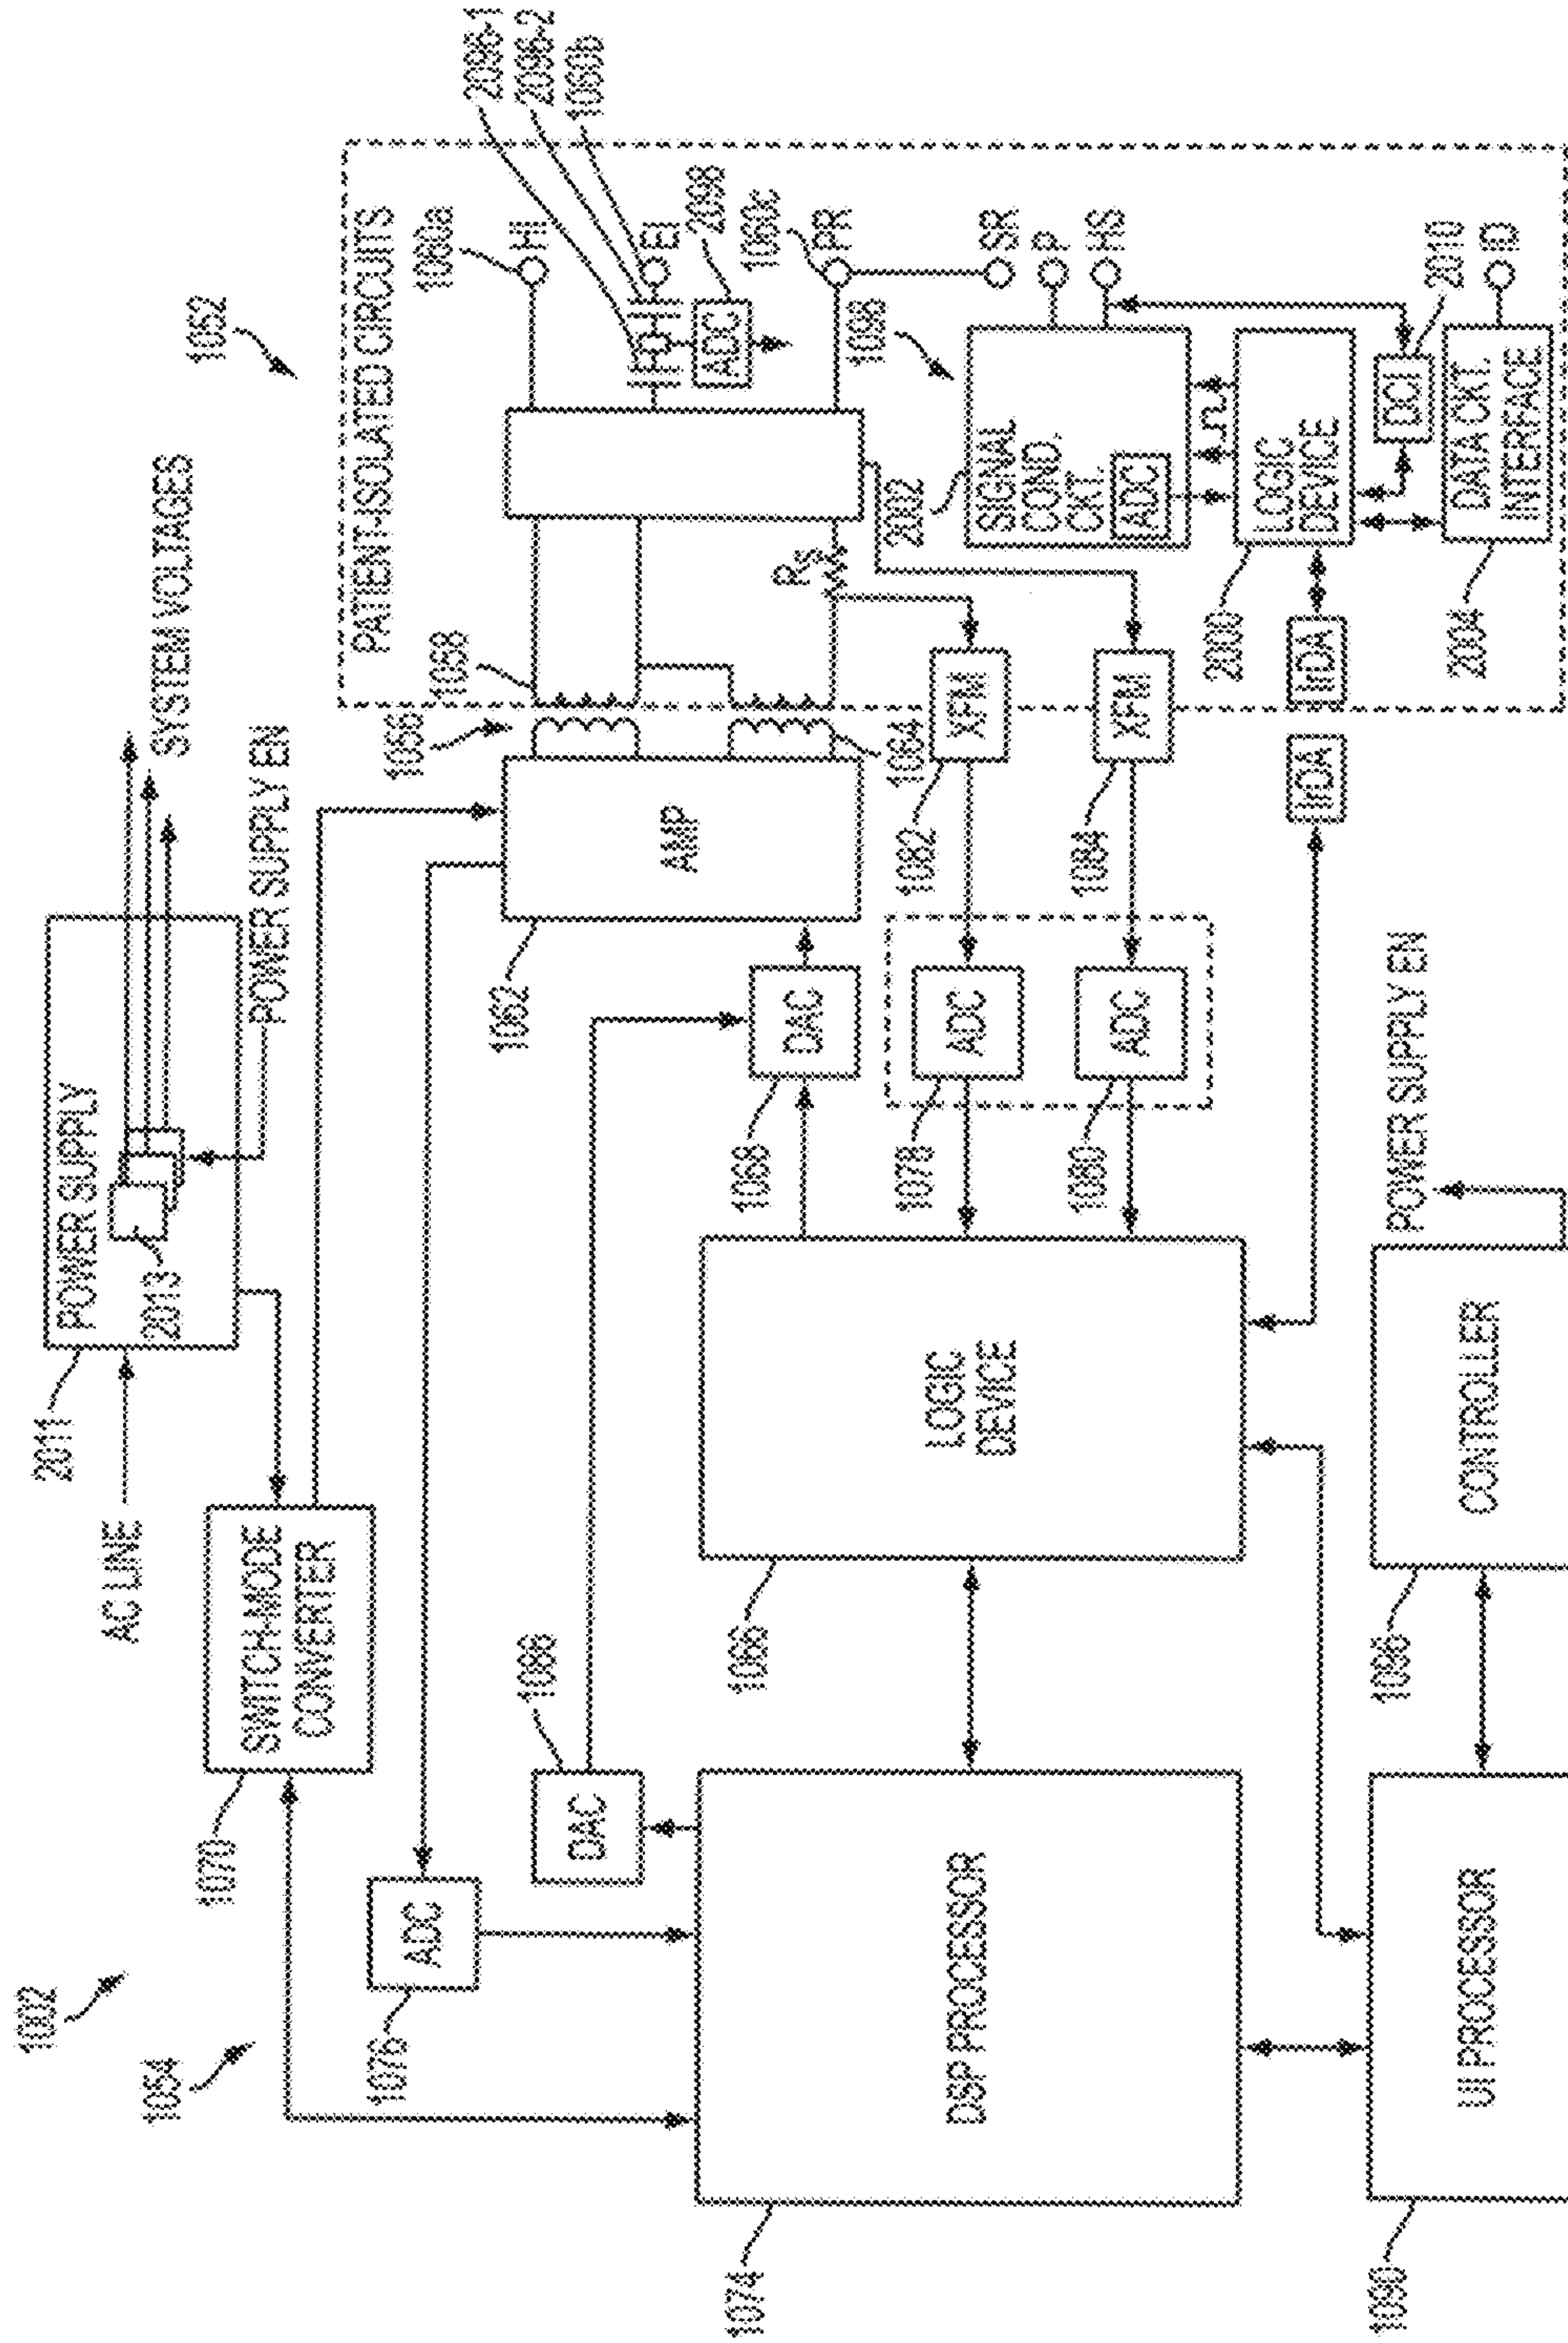 1002
1054
1052
2011
AC LINE
POWER SUPPLY
2013
SYSTEM VOLTAGES
POWER SUPPLY EN
1070
SWITCH-MODE
CONVERTER
PATIENT-ISOLATED CIRCUITS
2096-1
2096-2
1060b
1060a
HI
EI
ADC
2098
1060c
PR
SR
P
HS
1076
ADC
1088
DAC
1062
AMP
1056
1058
1064
RS
1068
DAC
1078
ADC
1080
ADC
1082
XFM
1084
XFM
1098
2002
SIGNAL
COND.
CKT.
ADC
2000
LOGIC
DEVICE
DCI
2010
ID
2004
DATA CKT.
INTERFACE
IrDA
IrDA
1074
DSP PROCESSOR
1066
LOGIC
DEVICE
1090
UI PROCESSOR
1096
CONTROLLER
POWER SUPPLY EN